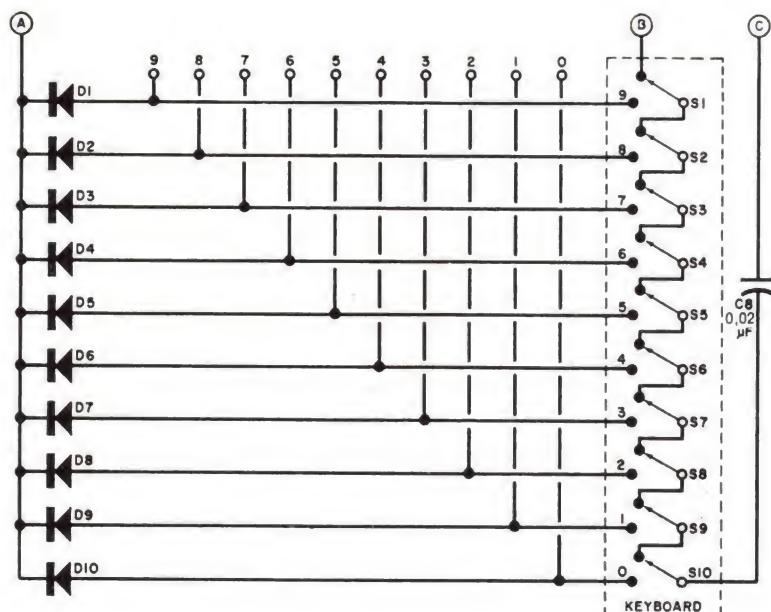 A B C
9 8 7 6 5 4 3 2 1 0
D1 9 S1
D2 8 S2
D3 7 S3
D4 6 S4
D5 5 S5
C8
0,02
µF
D6 4 S6
D7 3 S7
D8 2 S8
D9 1 S9
D10 0 S10
KEYBOARD